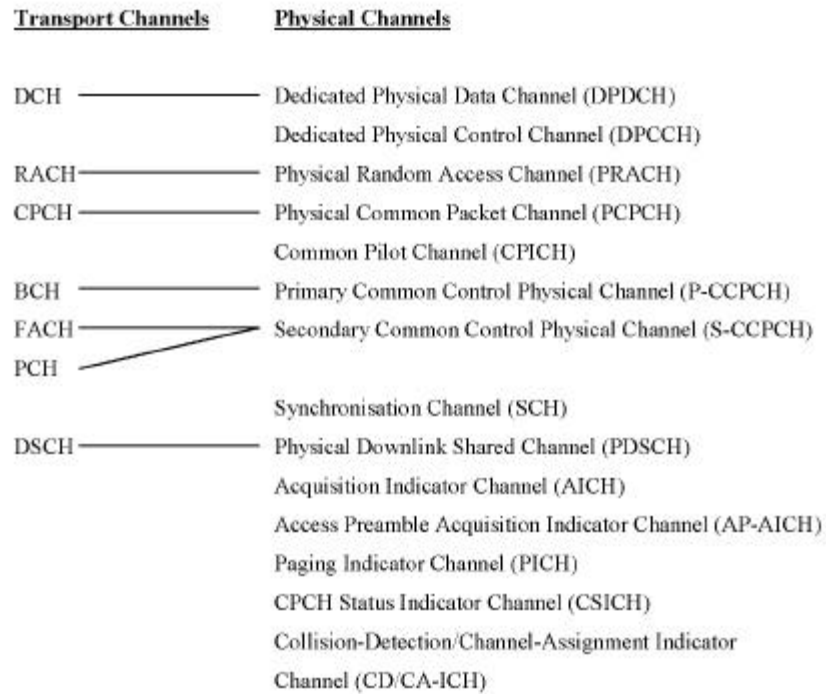 Transport Channels Physical Channels
DCH Dedicated Physical Data Channel (DPDCH)
Dedicated Physical Control Channel (DPCCH)
RACH Physical Random Access Channel (PRACH)
CPCH Physical Common Packet Channel (PCPCH)
Common Pilot Channel (CPICH)
BCH Primary Common Control Physical Channel (P-CCPCH)
FACH Secondary Common Control Physical Channel (S-CCPCH)
PCH
Synchronisation Channel (SCH)
DSCH Physical Downlink Shared Channel (PDSCH)
Acquisition Indicator Channel (AICH)
Access Preamble Acquisition Indicator Channel (AP-AICH)
Paging Indicator Channel (PICH)
CPCH Status Indicator Channel (CSICH)
Collision-Detection/Channel-Assignment Indicator
Channel (CD/CA-ICH)